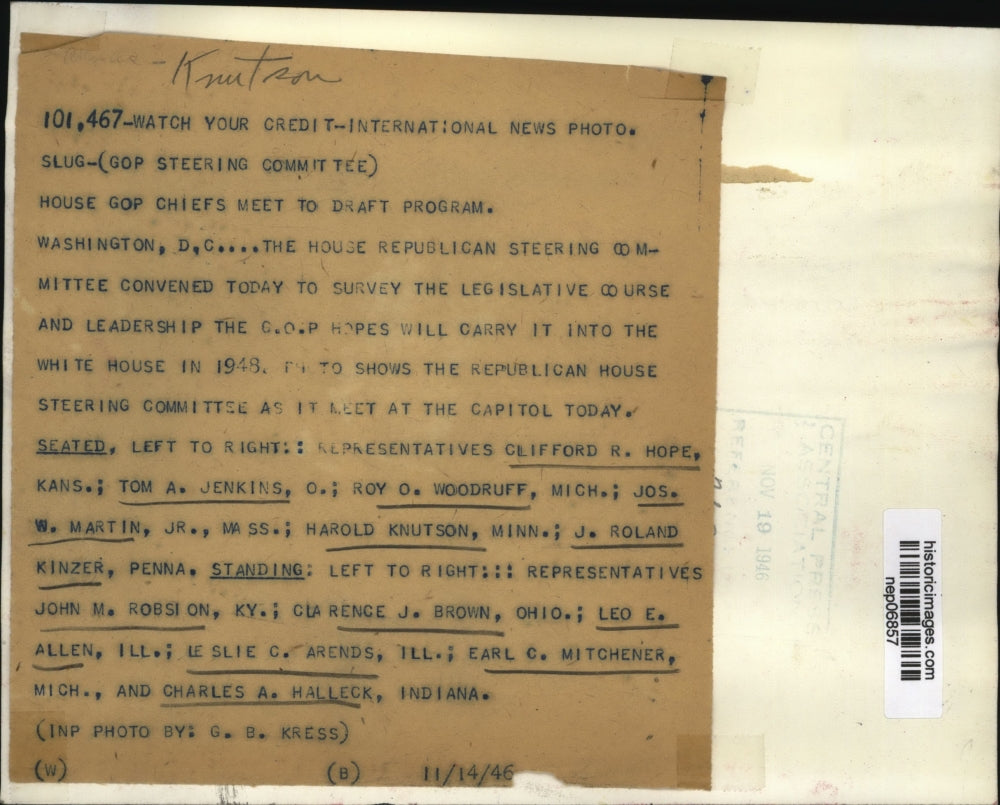 Knutson
101,467-WATCH YOUR CREDIT-INTERNATIONAL NEWS PHOTO.
SLUG-(GOP STEERING COMMITTEE)
HOUSE GOP CHIEFS MEET TO DRAFT PROGRAM.
WASHINGTON, D,C....THE HOUSE REPUBLICAN STEERING COM-
MITTEE CONVENED TODAY TO SURVEY THE LEGISLATIVE COURSE
AND LEADERSHIP THE G.O.P HOPES WILL CARRY IT INTO THE
WHITE HOUSE IN 1948. PHOTO SHOWS THE REPUBLICAN HOUSE
STEERING COMMITTEE AS IT MEET AT THE CAPITOL TODAY.
SEATED, LEFT TO RIGHT:: REPRESENTATIVES CLIFFORD R. HOPE,
KANS.; TOM A. JENKINS, O.; ROY O. WOODRUFF, MICH.; JOS.
W. MARTIN, JR., MASS.; HAROLD KNUTSON, MINN.; J. ROLAND
KINZER, PENNA. STANDING: LEFT TO RIGHT::: REPRESENTATIVES
JOHN M. ROBSION, KY.; CLARENCE J. BROWN, OHIO.; LEO E.
ALLEN, ILL.; LESLIE C. ARENDS, ILL.; EARL C. MITCHENER,
MICH., AND CHARLES A. HALLECK, INDIANA.
(INP PHOTO BY: G. B. KRESS)
(W) (B) 11/14/46
CENTRAL PRESS
ASSOCIATION
NOV 19 1946
historicimages.com
nep06857